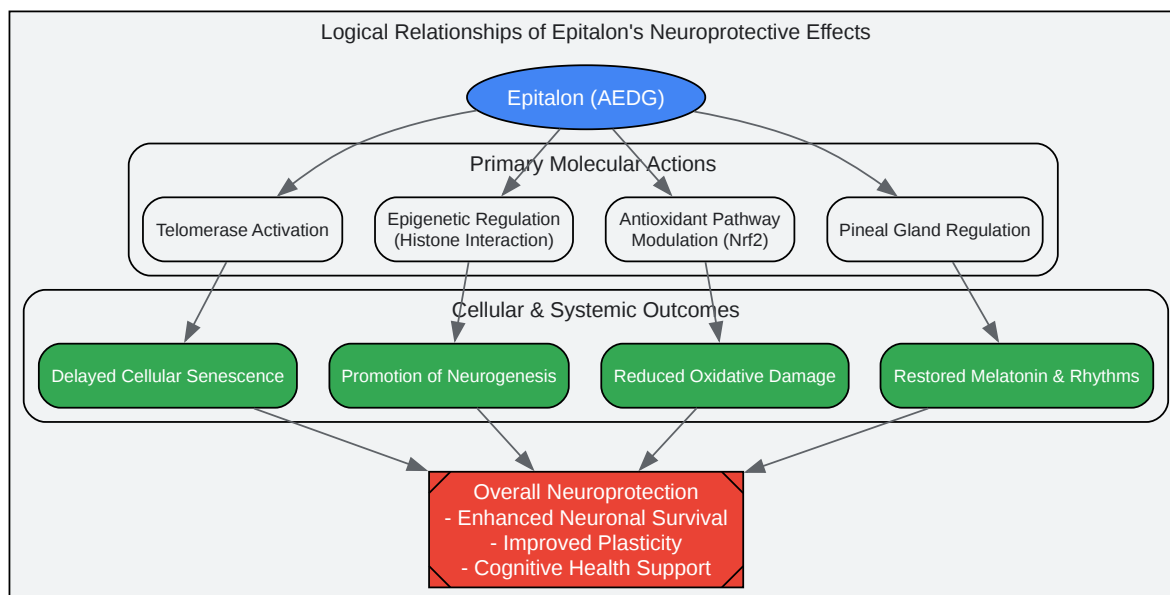 Logical Relationships of Epitalon's Neuroprotective Effects
Epitalon (AEDG)
Primary Molecular Actions
Telomerase Activation
Epigenetic Regulation
(Histone Interaction)
Antioxidant Pathway
Modulation (Nrf2)
Pineal Gland Regulation
Cellular & Systemic Outcomes
Delayed Cellular Senescence
Promotion of Neurogenesis
Reduced Oxidative Damage
Restored Melatonin & Rhythms
Overall Neuroprotection
- Enhanced Neuronal Survival
- Improved Plasticity
- Cognitive Health Support